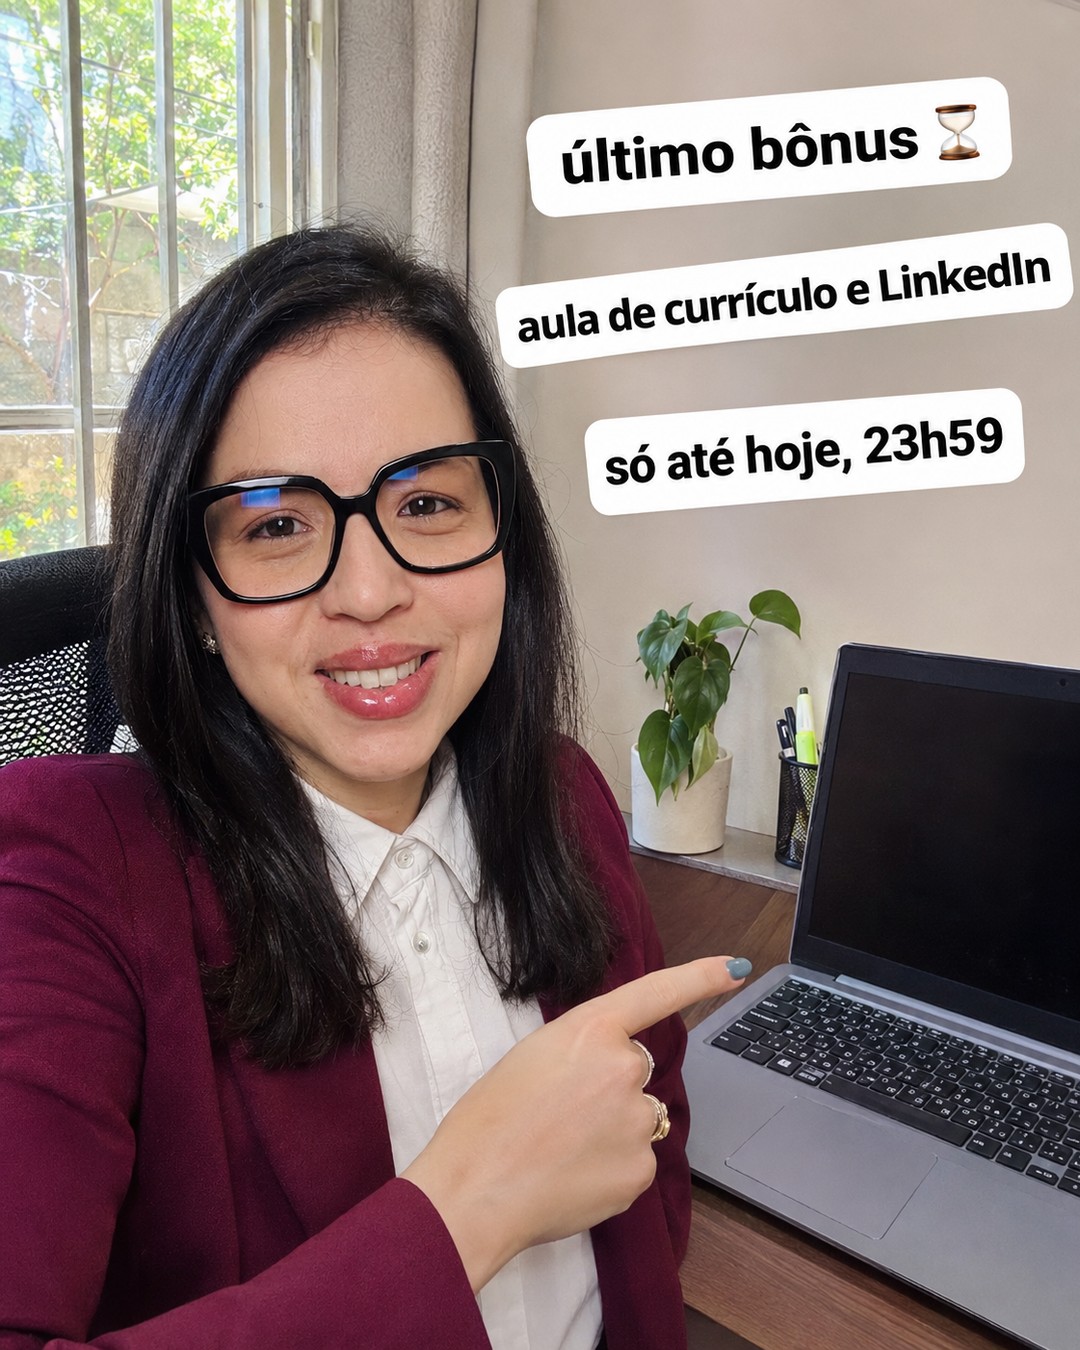 último bônus ⏳
aula de currículo e LinkedIn
só até hoje, 23h59